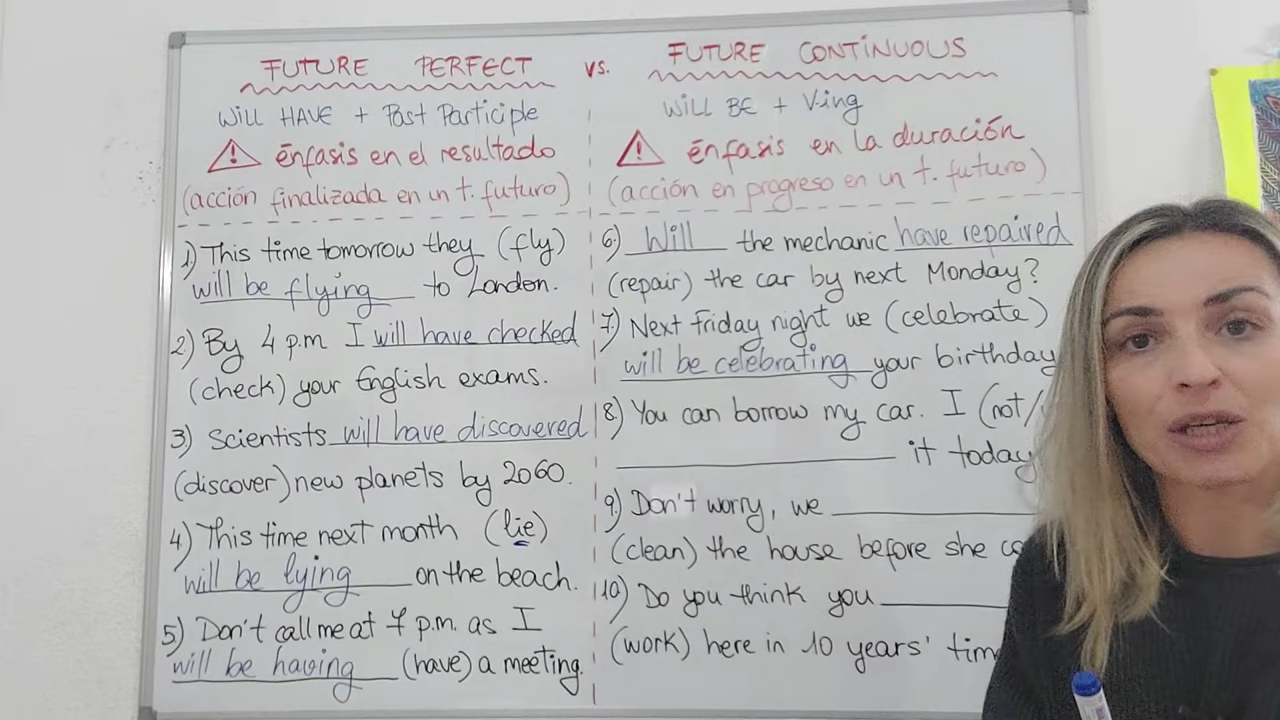 FUTURE PERFECT vs. FUTURE CONTINUOUS
WILL HAVE + Past Participle
énfasis en el resultado
(acción finalizada en un t. futuro)
1) This time tomorrow they (fly)
will be flying to London.
2) By 4 p.m I will have checked
(check) your English exams.
3) Scientists will have discovered
(discover) new planets by 2060.
4) This time next month (lie)
will be lying on the beach.
5) Don't call me at 7 p.m. as I
will be having (have) a meeting.
WILL BE + Ving
énfasis en la duración
(acción en progreso en un t. futuro)
6) Will the mechanic have repaired
(repair) the car by next Monday?
7) Next Friday night we (celebrate)
will be celebrating your birthday
8) You can borrow my car. I (not/
it today
9) Don't worry, we
(clean) the house before she
10) Do you think you
(work) here in 10 years'